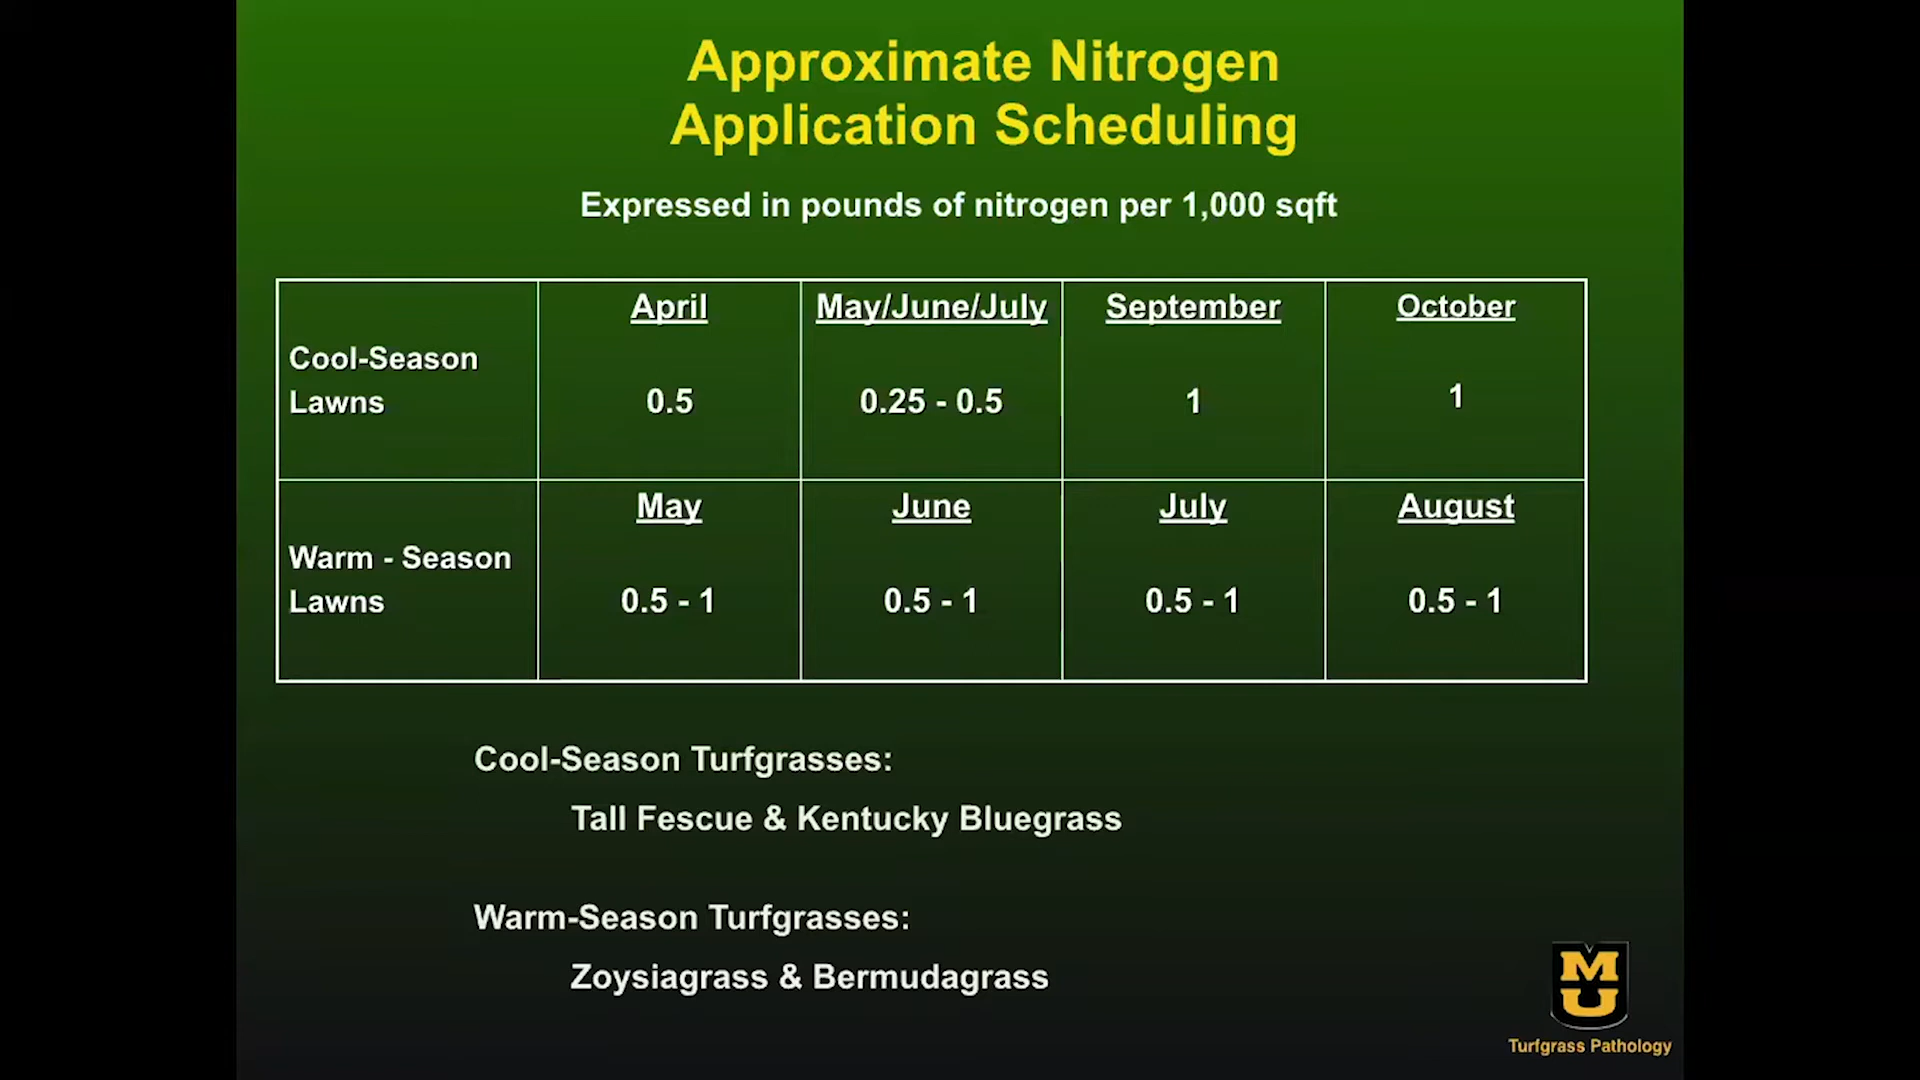 Approximate Nitrogen
Application Scheduling
Expressed in pounds of nitrogen per 1,000 sqft
Cool-Season
Lawns
April
0.5
May/June/July
0.25 - 0.5
September
1
October
1
Warm - Season
Lawns
May
0.5 - 1
June
0.5 - 1
July
0.5 - 1
August
0.5 - 1
Cool-Season Turfgrasses:
Tall Fescue & Kentucky Bluegrass
Warm-Season Turfgrasses:
Zoysiagrass & Bermudagrass
MU
Turfgrass Pathology